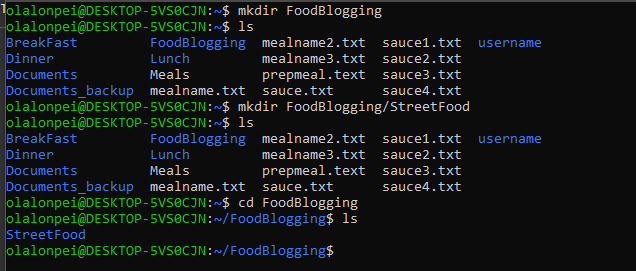 olalonpei@DESKTOP-5VS0CJN:~$ mkdir FoodBlogging
olalonpei@DESKTOP-5VS0CJN:~$ ls
BreakFast FoodBlogging mealname2.txt sauce1.txt username
Dinner Lunch mealname3.txt sauce2.txt
Documents Meals prepmeal.text sauce3.txt
Documents_backup mealname.txt sauce.txt sauce4.txt
olalonpei@DESKTOP-5VS0CJN:~$ mkdir FoodBlogging/StreetFood
olalonpei@DESKTOP-5VS0CJN:~$ ls
BreakFast FoodBlogging mealname2.txt sauce1.txt username
Dinner Lunch mealname3.txt sauce2.txt
Documents Meals prepmeal.text sauce3.txt
Documents_backup mealname.txt sauce.txt sauce4.txt
olalonpei@DESKTOP-5VS0CJN:~$ cd FoodBlogging
olalonpei@DESKTOP-5VS0CJN:~/FoodBlogging$ ls
StreetFood
olalonpei@DESKTOP-5VS0CJN:~/FoodBlogging$